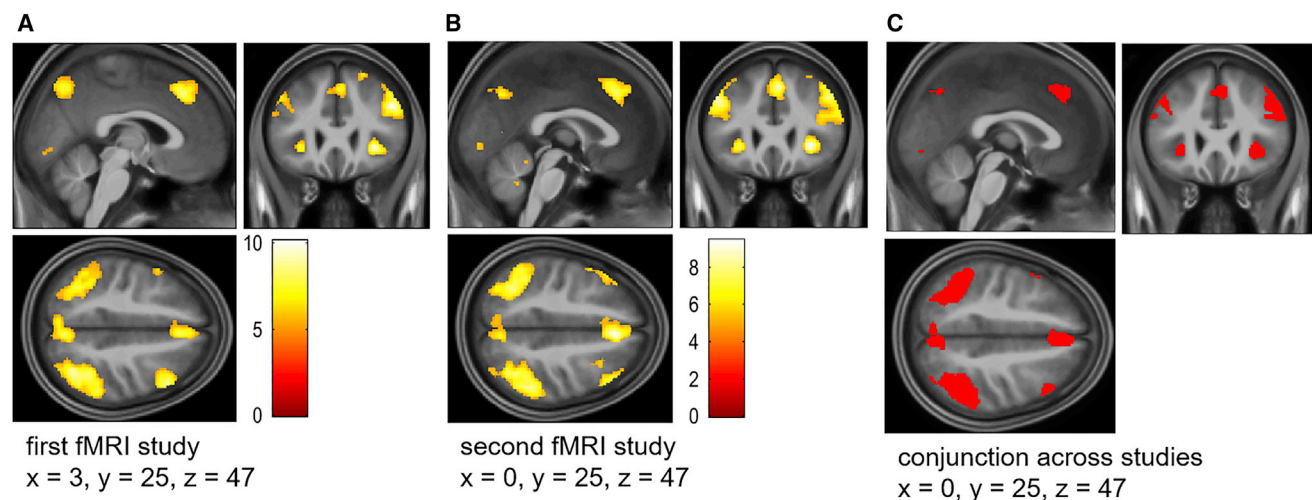 A
B
C
10
5
0
8
6
4
2
0
first fMRI study
x = 3, y = 25, z = 47
second fMRI study
x = 0, y = 25, z = 47
conjunction across studies
x = 0, y = 25, z = 47